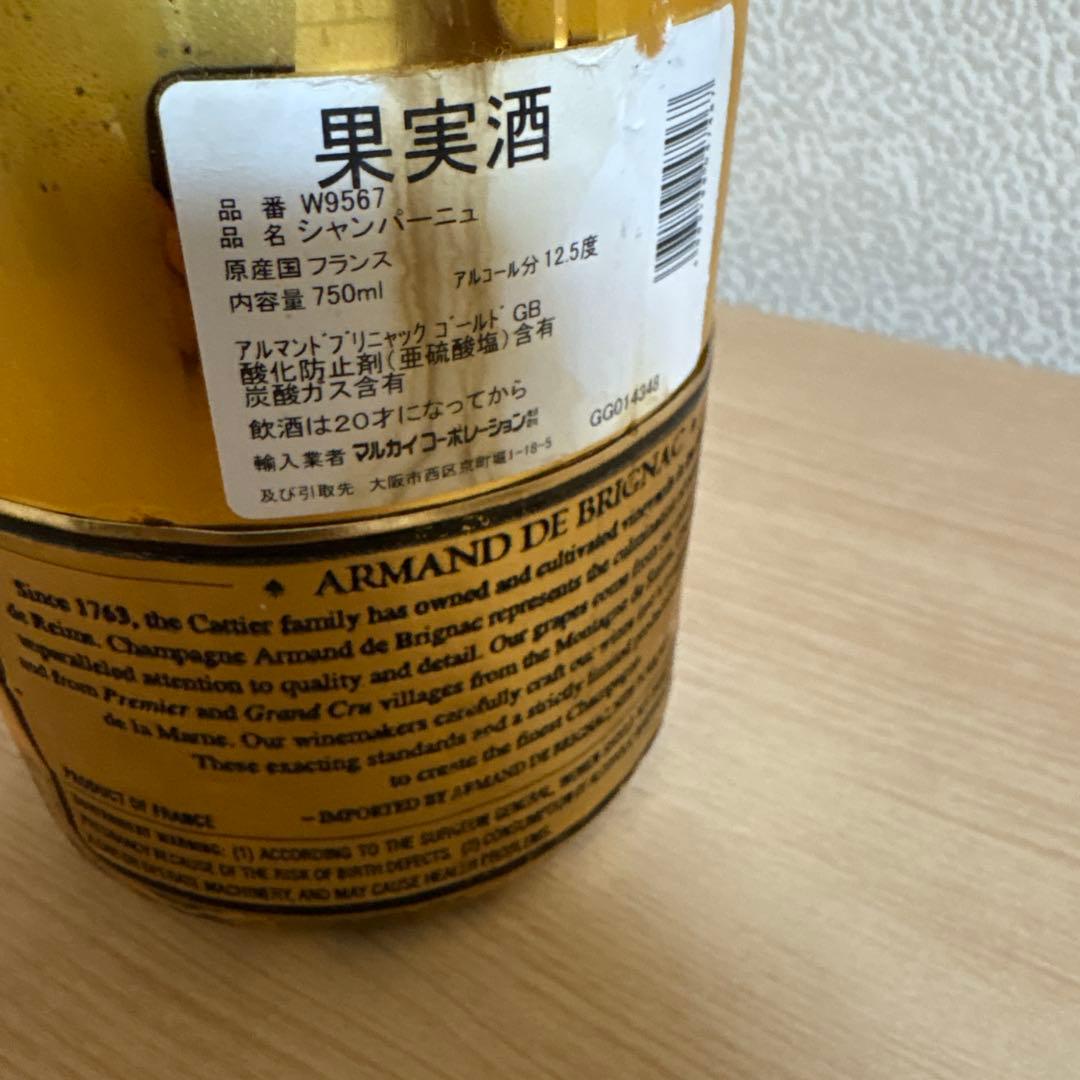 果実酒
品 番 W9567
品 名 シャンパーニュ
原産国 フランス アルコール分 12.5度
内容量 750ml
アルマンドブリニャック ゴールド GB
酸化防止剤(亜硫酸塩)含有
炭酸ガス含有
飲酒は20才になってから
GG014348
輸入業者 マルカイコーポレーション
及び引取先 大阪市西区京町堀1-18-5
♠ ARMAND DE BRIGNAC
Since 1763, the Cattier family has owned and cultivated vineyards
de Reims. Champagne Armand de Brignac represents the
unparalleled attention to quality and detail. Our grapes come from
and from Premier and Grand Cru villages from the Montagne de
de la Marne. Our winemakers carefully craft our
These exacting standards and a strictly limited
to create the finest Champagne
PRODUCT OF FRANCE
– IMPORTED BY ARMAND DE BRIGNAC
GOVERNMENT WARNING: (1) ACCORDING TO THE SURGEON GENERAL, WOMEN
PREGNANCY BECAUSE OF THE RISK OF BIRTH DEFECTS. (2) CONSUMPTION OF
OPERATE MACHINERY, AND MAY CAUSE HEALTH PROBLEMS.